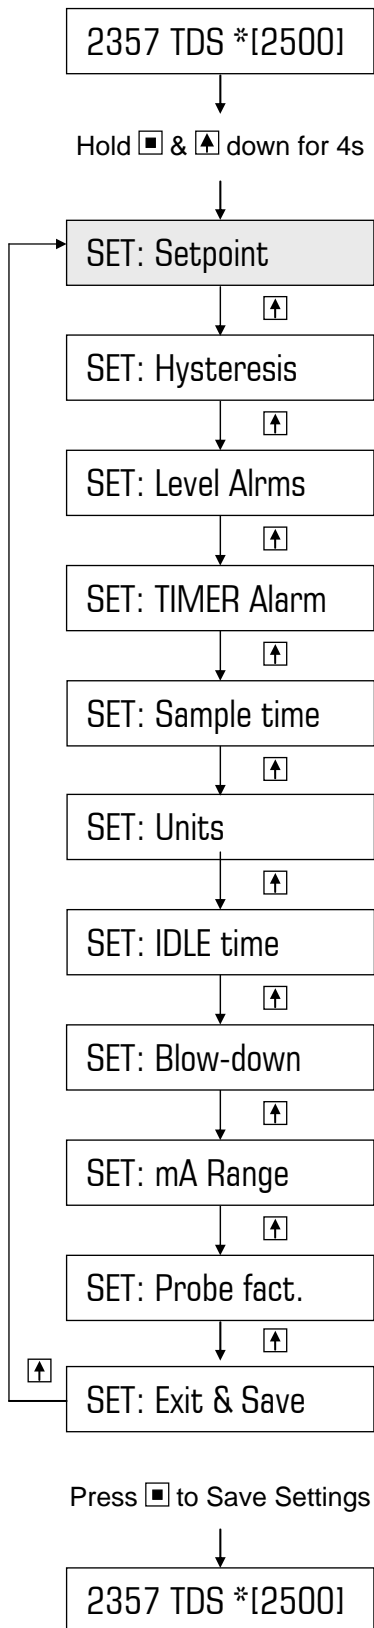 2357 TDS *[2500]
Hold & down for 4s
SET: Setpoint
SET: Hysteresis
SET: Level Alrms
SET: TIMER Alarm
SET: Sample time
SET: Units
SET: IDLE time
SET: Blow-down
SET: mA Range
SET: Probe fact.
SET: Exit & Save
Press to Save Settings
2357 TDS *[2500]